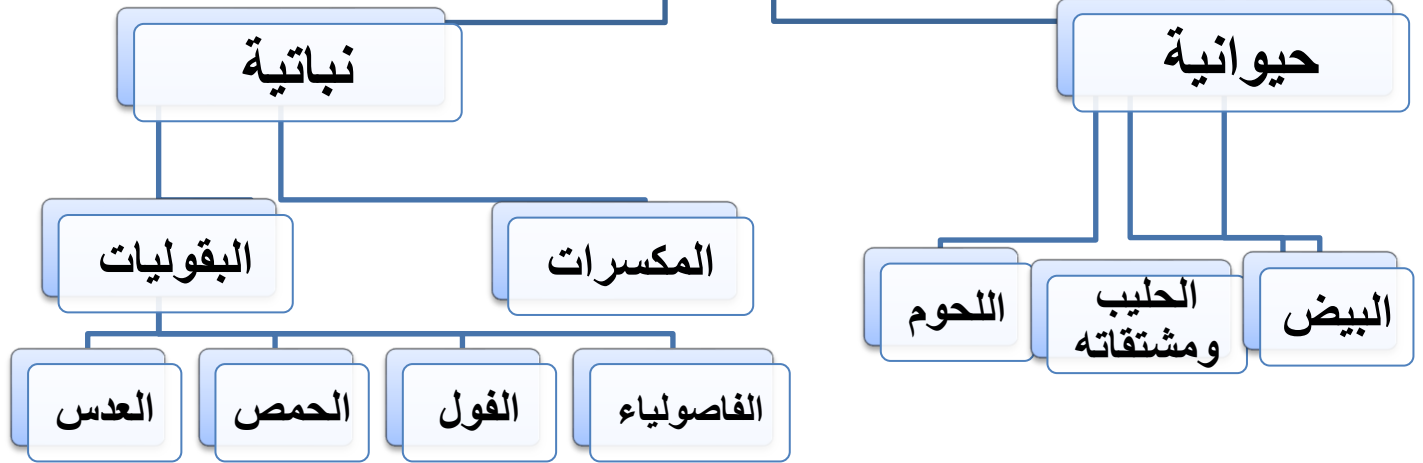 حيوانية
نباتية
البيض
الحليب
ومشتقاته
اللحوم
المكسرات
البقوليات
الفاصولياء
الفول
الحمص
العدس